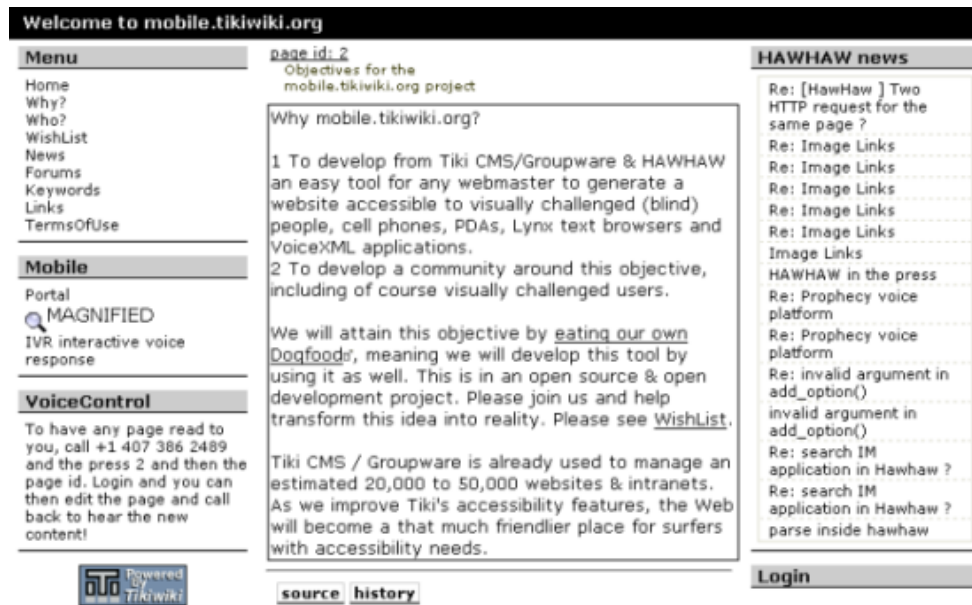 Welcome to mobile.tikiwiki.org
Menu
Home
Why?
Who?
WishList
News
Forums
Keywords
Links
TermsOfUse
Mobile
Portal
MAGNIFIED
IVR interactive voice
response
VoiceControl
To have any page read to
you, call +1 407 386 2489
and the press 2 and then the
page id. Login and you can
then edit the page and call
back to hear the new
content!
Powered
by
Tikiwiki
page id: 2
Objectives for the
mobile.tikiwiki.org project
Why mobile.tikiwiki.org?
1 To develop from Tiki CMS/Groupware & HAWHAW
an easy tool for any webmaster to generate a
website accessible to visually challenged (blind)
people, cell phones, PDAs, Lynx text browsers and
VoiceXML applications.
2 To develop a community around this objective,
including of course visually challenged users.
We will attain this objective by eating our own
Dogfood, meaning we will develop this tool by
using it as well. This is in an open source & open
development project. Please join us and help
transform this idea into reality. Please see WishList.
Tiki CMS / Groupware is already used to manage an
estimated 20,000 to 50,000 websites & intranets.
As we improve Tiki's accessibility features, the Web
will become a that much friendlier place for surfers
with accessibility needs.
source history
HAWHAW news
Re: [HawHaw ] Two
HTTP request for the
same page ?
Re: Image Links
Re: Image Links
Re: Image Links
Re: Image Links
Re: Image Links
Image Links
HAWHAW in the press
Re: Prophecy voice
platform
Re: Prophecy voice
platform
Re: invalid argument in
add_option()
invalid argument in
add_option()
Re: search IM
application in Hawhaw ?
Re: search IM
application in Hawhaw ?
parse inside hawhaw
Login